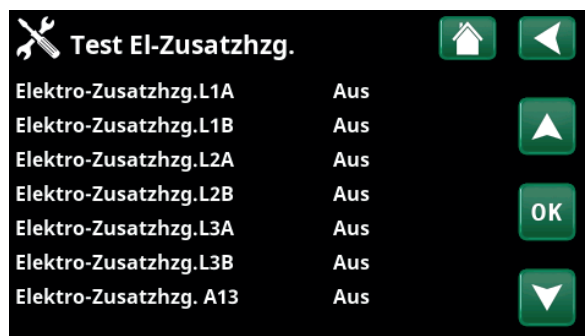 Test El-Zusatzhzg.
Elektro-Zusatzhzg.L1A Aus
Elektro-Zusatzhzg.L1B Aus
Elektro-Zusatzhzg.L2A Aus
Elektro-Zusatzhzg.L2B Aus
OK
Elektro-Zusatzhzg.L3A Aus
Elektro-Zusatzhzg.L3B Aus
Elektro-Zusatzhzg. A13 Aus